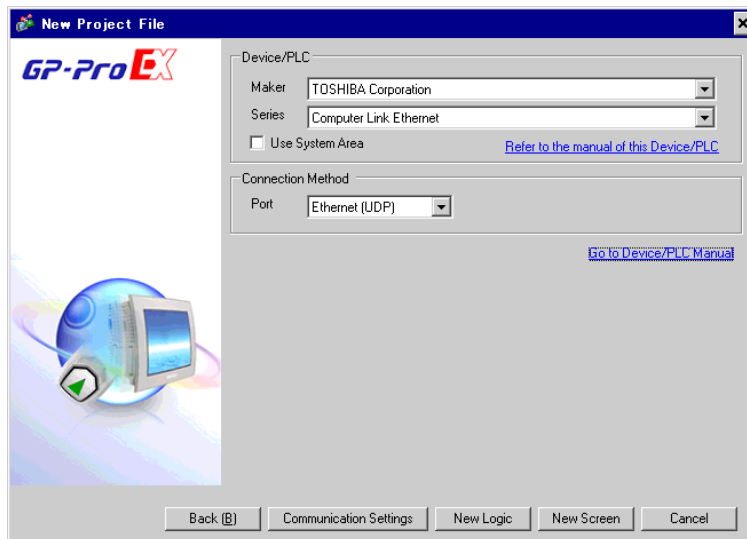 New Project File
GP-Pro EX
Device/PLC
Maker TOSHIBA Corporation
Series Computer Link Ethernet
Use System Area Refer to the manual of this Device/PLC
Connection Method
Port Ethernet (UDP)
Go to Device/PLC Manual
Back (B) Communication Settings New Logic New Screen Cancel